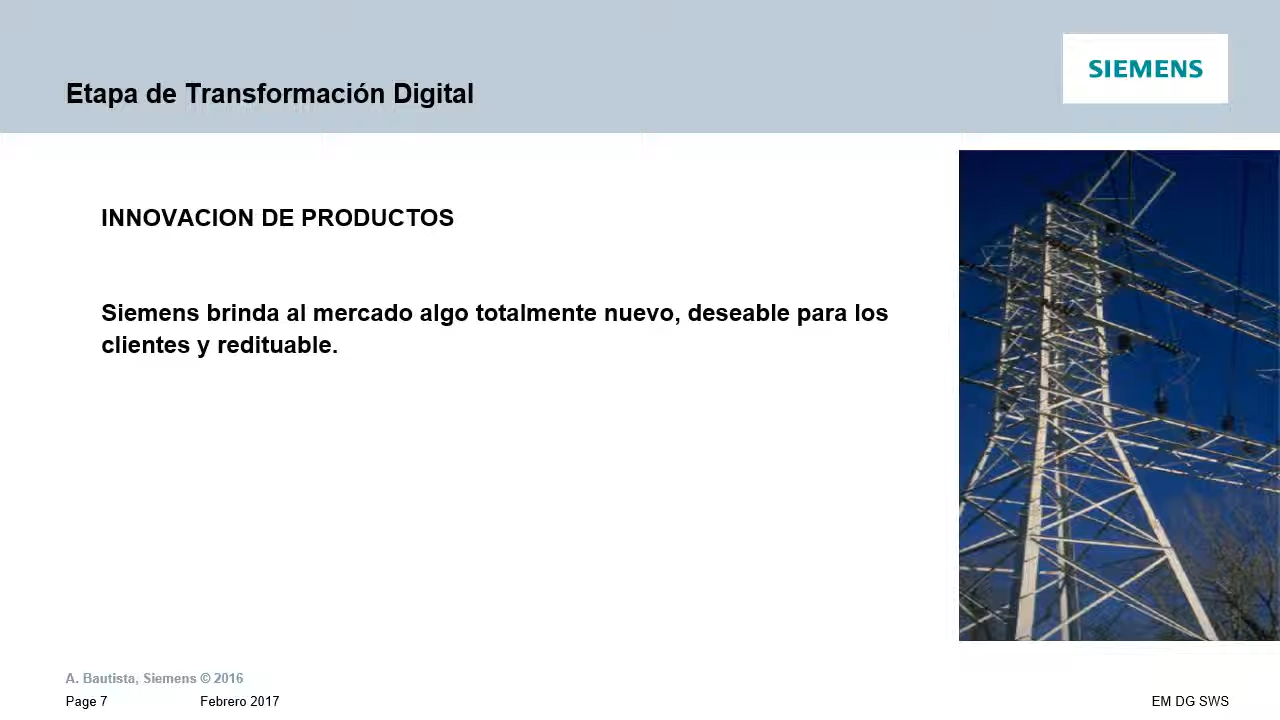 SIEMENS
Etapa de Transformación Digital
INNOVACION DE PRODUCTOS
Siemens brinda al mercado algo totalmente nuevo, deseable para los
clientes y redituable.
A. Bautista, Siemens © 2016
Page 7 Febrero 2017 EM DG SWS